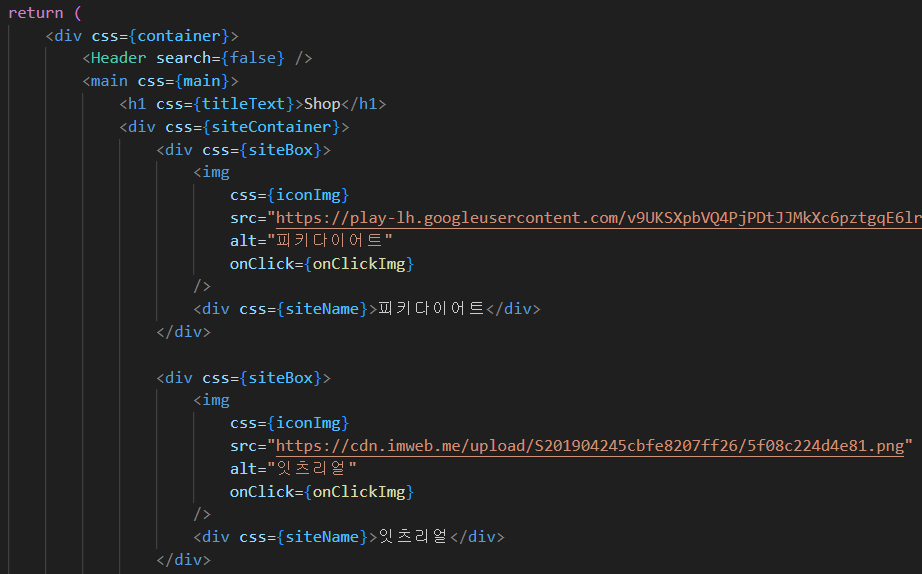 return (
<div css={container}>
<Header search={false} />
<main css={main}>
<h1 css={titleText}>Shop</h1>
<div css={siteContainer}>
<div css={siteBox}>
<img
css={iconImg}
src="https://play-lh.googleusercontent.com/v9UKSXpbVQ4PjPDtJJMkXc6pztgqE6lr
alt="피키다이어트"
onClick={onClickImg}
/>
<div css={siteName}>피키다이어트</div>
</div>
<div css={siteBox}>
<img
css={iconImg}
src="https://cdn.imweb.me/upload/S201904245cbfe8207ff26/5f08c224d4e81.png"
alt="잇츠리얼"
onClick={onClickImg}
/>
<div css={siteName}>잇츠리얼</div>
</div>